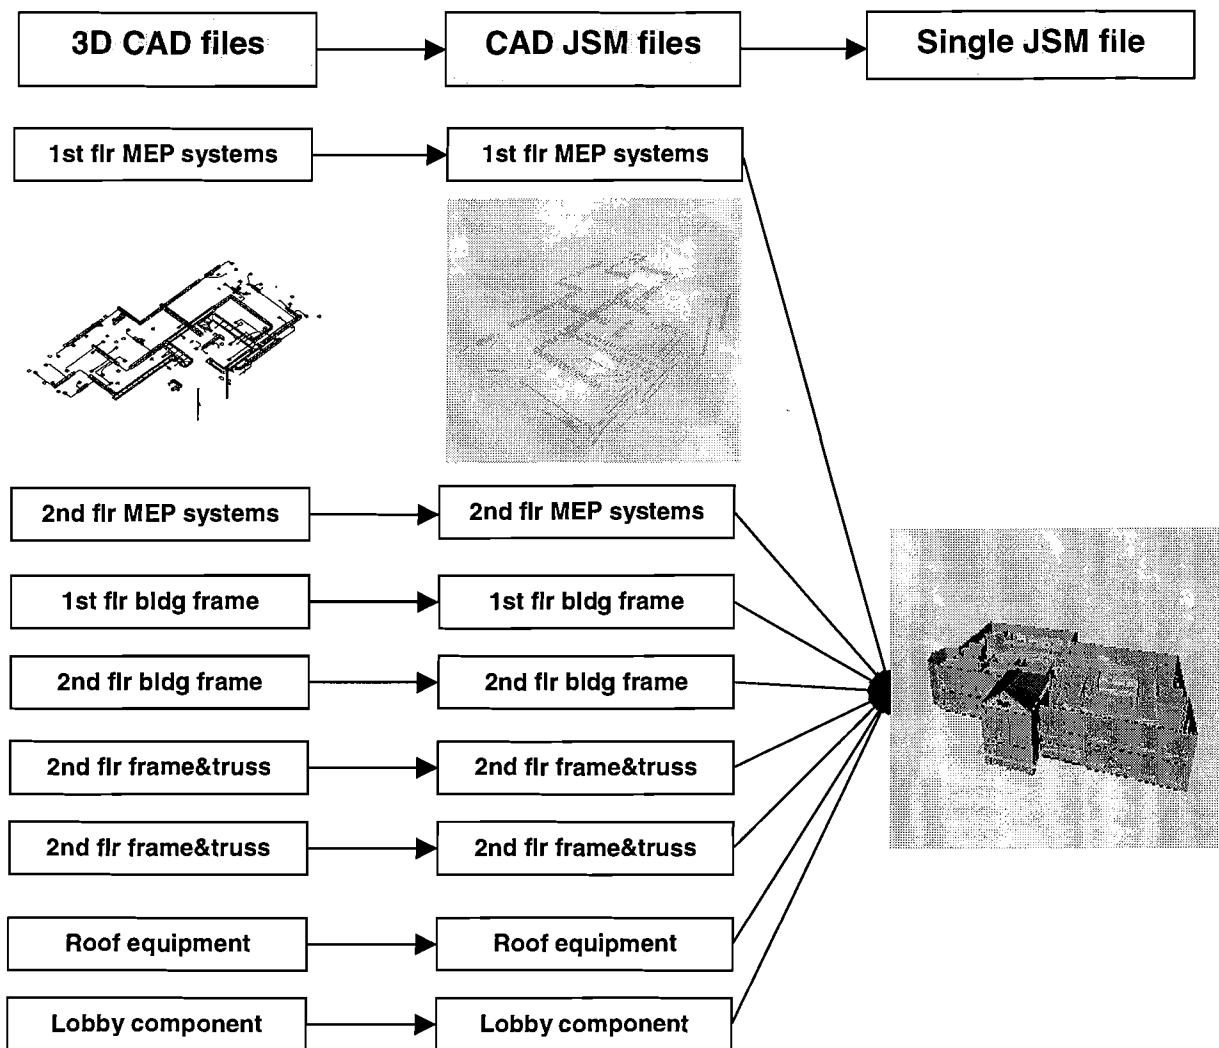 3D CAD files
CAD JSM files
Single JSM file
1st flr MEP systems
1st flr MEP systems
2nd flr MEP systems
2nd flr MEP systems
1st flr bldg frame
1st flr bldg frame
2nd flr bldg frame
2nd flr bldg frame
2nd flr frame&truss
2nd flr frame&truss
2nd flr frame&truss
2nd flr frame&truss
Roof equipment
Roof equipment
Lobby component
Lobby component